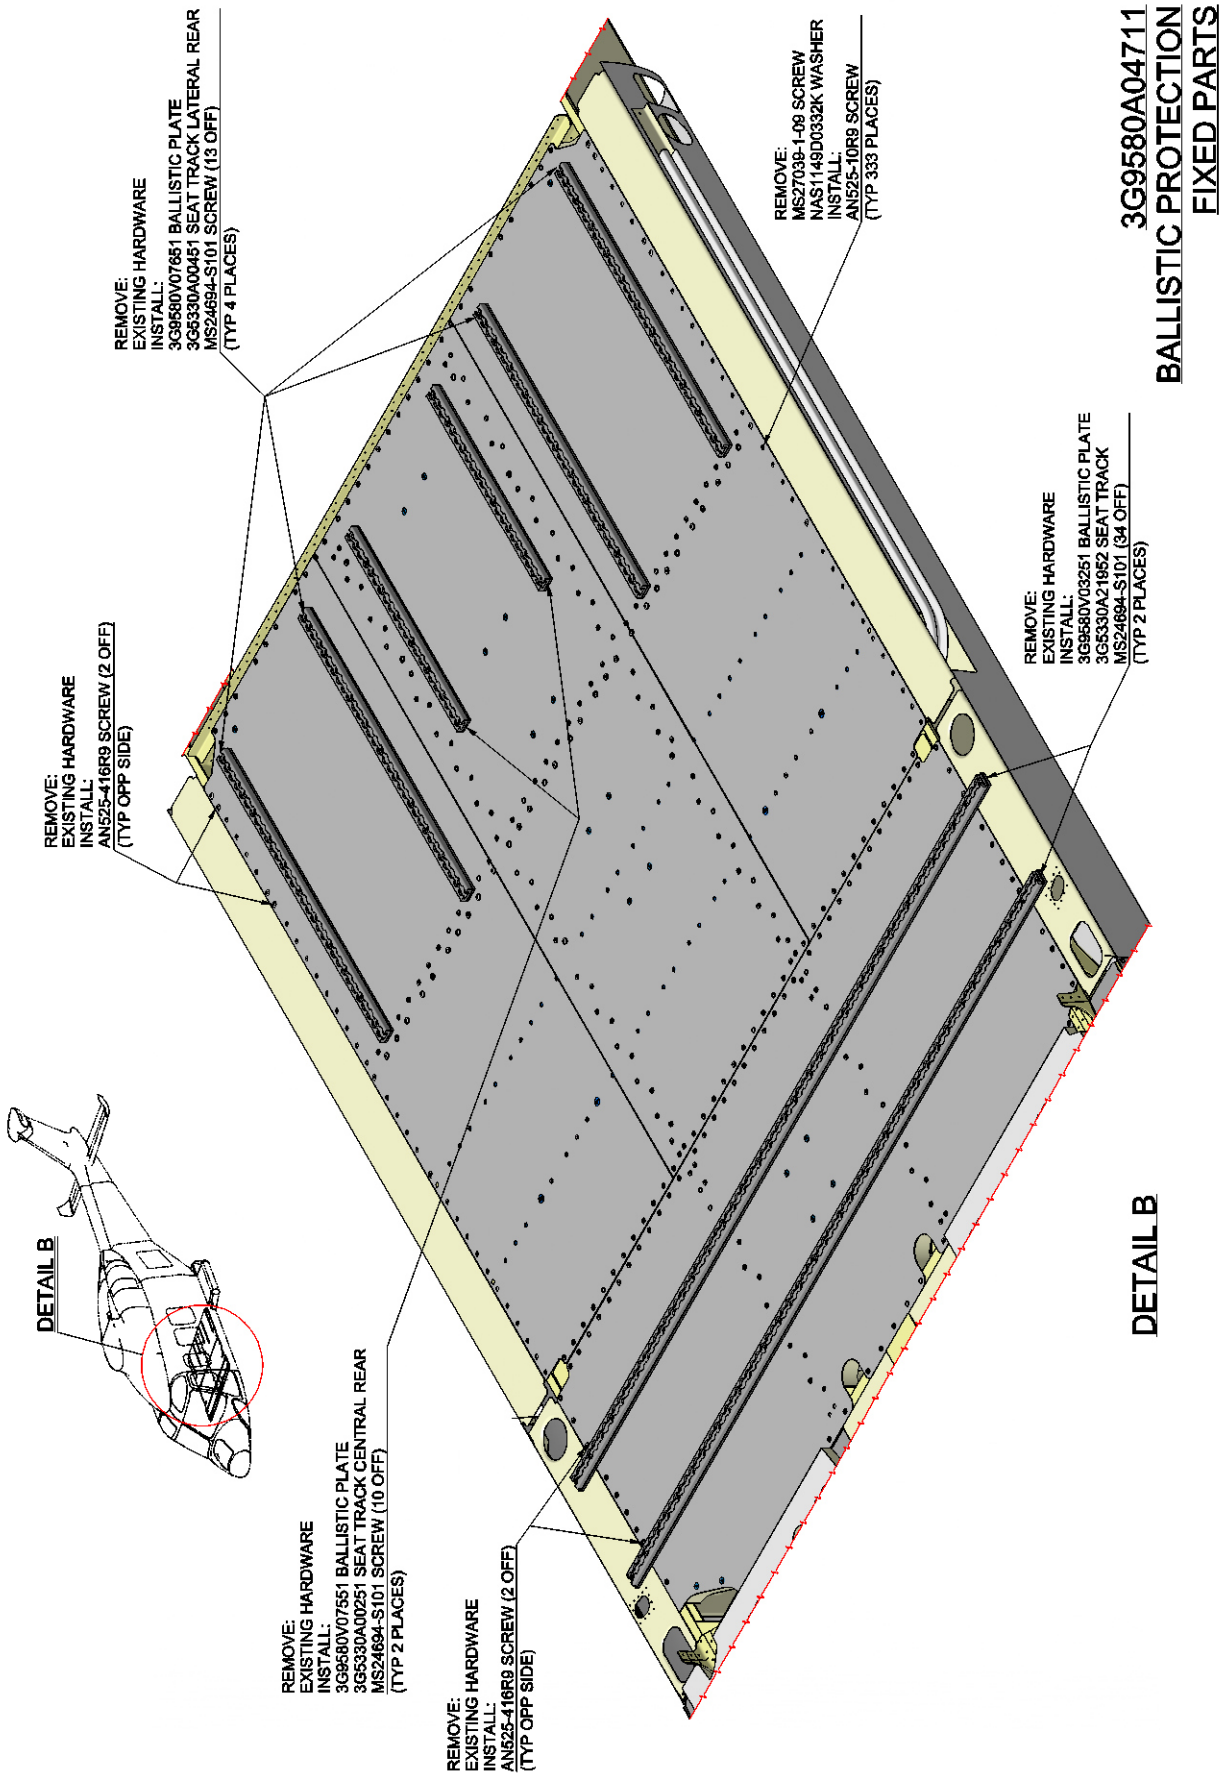 DETAIL B
REMOVE:
EXISTING HARDWARE
INSTALL:
AN525-416R9 SCREW (2 OFF)
(TYP OPP SIDE)
REMOVE:
EXISTING HARDWARE
INSTALL:
3G9580V07651 BALLISTIC PLATE
3G5330A00451 SEAT TRACK LATERAL REAR
MS24694-S101 SCREW (13 OFF)
(TYP 4 PLACES)
REMOVE:
EXISTING HARDWARE
INSTALL:
3G9580V07551 BALLISTIC PLATE
3G5330A00251 SEAT TRACK CENTRAL REAR
MS24694-S101 SCREW (10 OFF)
(TYP 2 PLACES)
REMOVE:
EXISTING HARDWARE
INSTALL:
AN525-416R9 SCREW (2 OFF)
(TYP OPP SIDE)
REMOVE:
MS27039-1-09 SCREW
NAS1149D0332K WASHER
INSTALL:
AN525-10R9 SCREW
(TYP 333 PLACES)
REMOVE:
EXISTING HARDWARE
INSTALL:
3G9580V03251 BALLISTIC PLATE
3G5330A21952 SEAT TRACK
MS24694-S101 (34 OFF)
(TYP 2 PLACES)
DETAIL B
3G9580A04711
BALLISTIC PROTECTION
FIXED PARTS